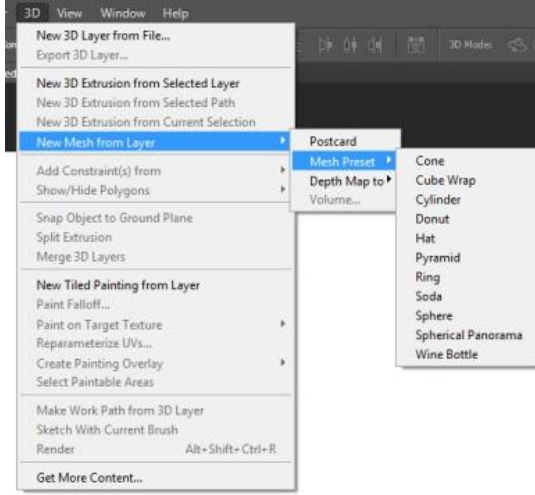 3D View Window Help
3D Mode:
New 3D Layer from File...
Export 3D Layer...
New 3D Extrusion from Selected Layer
New 3D Extrusion from Selected Path
New 3D Extrusion from Current Selection
New Mesh from Layer
Add Constraint(s) from
Show/Hide Polygons
Snap Object to Ground Plane
Split Extrusion
Merge 3D Layers
New Tiled Painting from Layer
Paint Falloff...
Paint on Target Texture
Reparameterize UVs...
Create Painting Overlay
Select Paintable Areas
Make Work Path from 3D Layer
Sketch With Current Brush
Render Alt+Shift+Ctrl+R
Get More Content...
Postcard
Mesh Preset
Depth Map to
Volume...
Cone
Cube Wrap
Cylinder
Donut
Hat
Pyramid
Ring
Soda
Sphere
Spherical Panorama
Wine Bottle